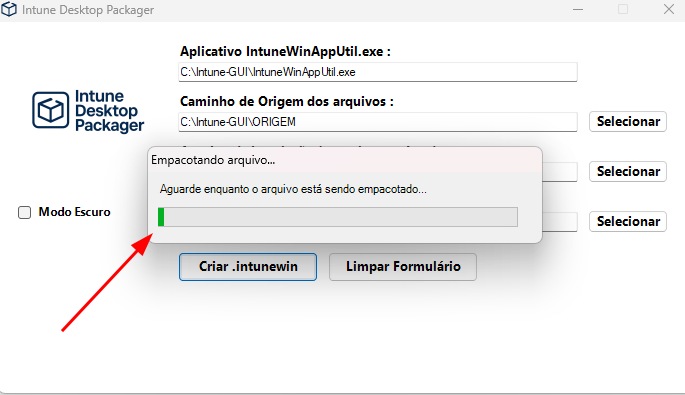 Intune Desktop Packager
Aplicativo IntuneWinAppUtil.exe :
C:\Intune-GUI\IntuneWinAppUtil.exe
Intune
Desktop
Packager
Caminho de Origem dos arquivos :
C:\Intune-GUI\ORIGEM
Selecionar
Empacotando arquivo...
Aguarde enquanto o arquivo está sendo empacotado...
Selecionar
Modo Escuro
Selecionar
Criar .intunewin
Limpar Formulário